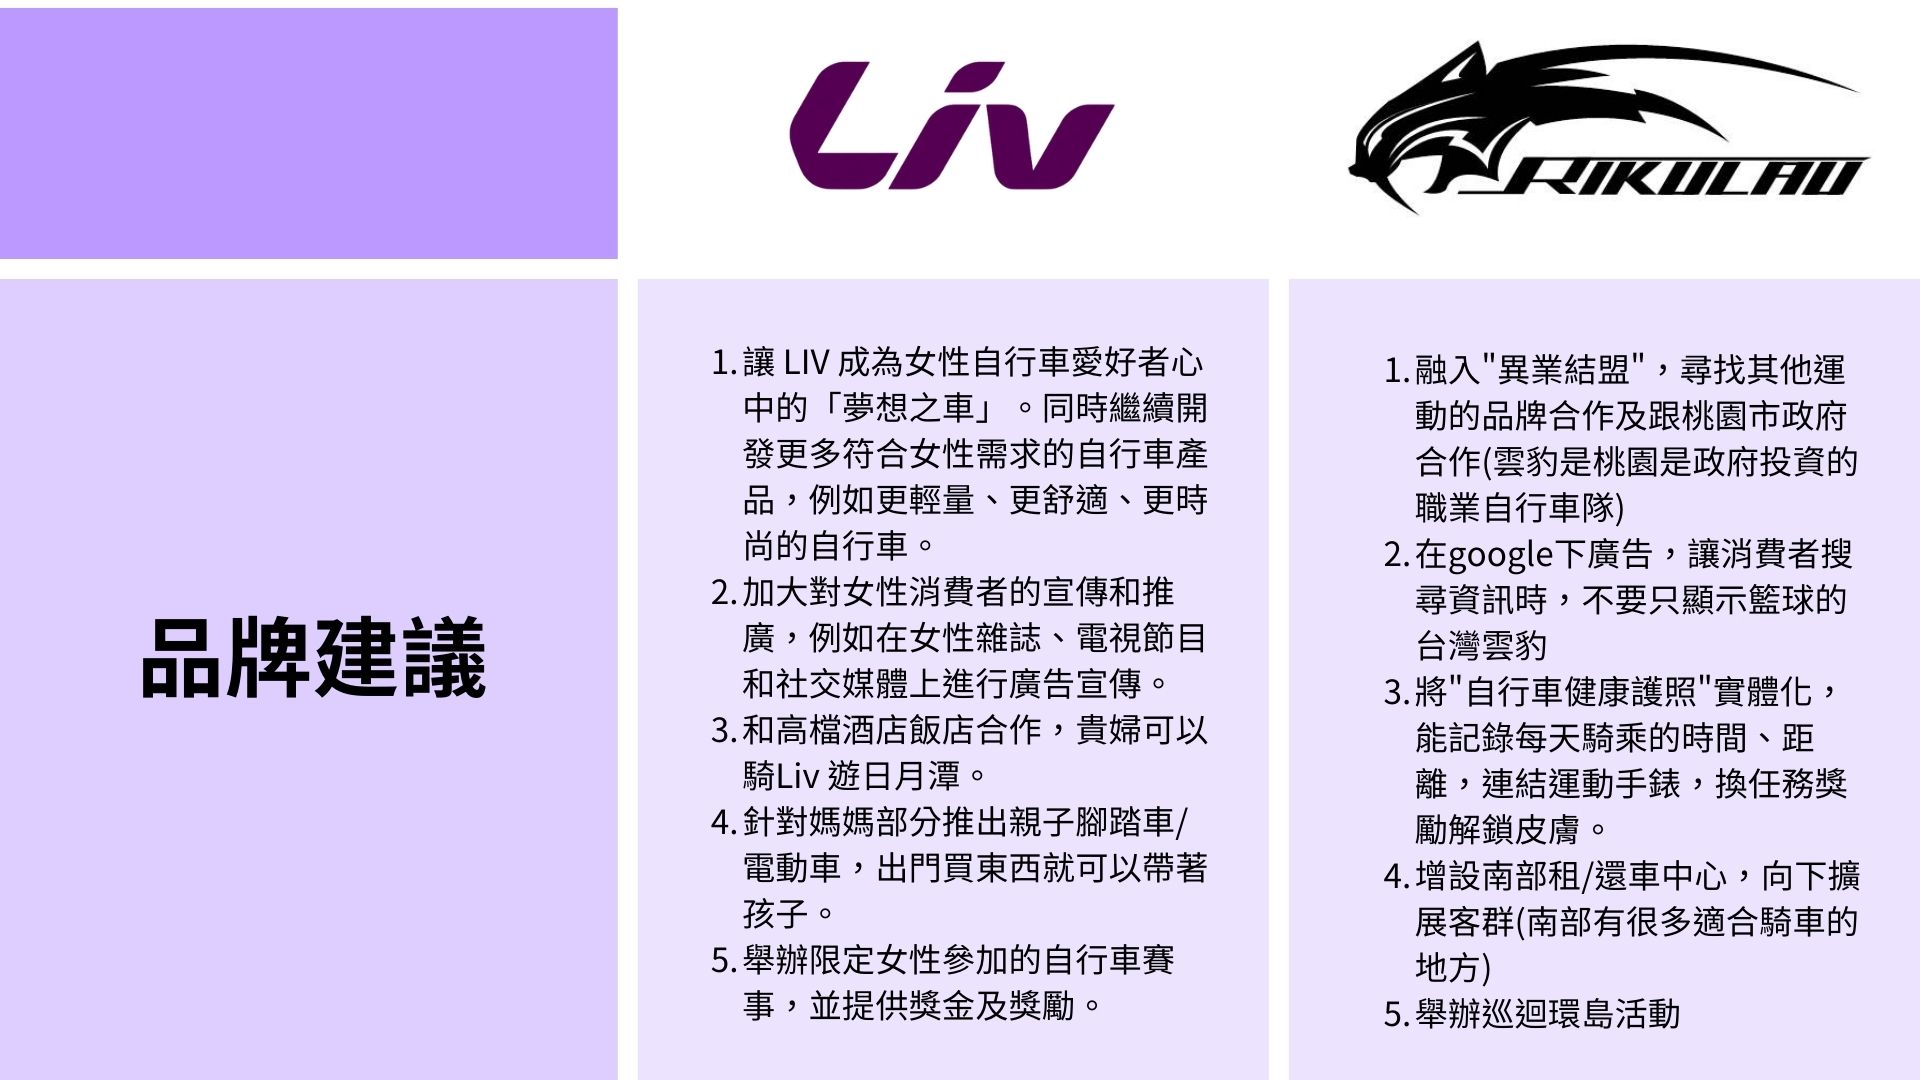 Liv
RIKULAU
品牌建議
1. 讓 LIV 成為女性自行車愛好者心
中的「夢想之車」。同時繼續開
發更多符合女性需求的自行車產
品，例如更輕量、更舒適、更時
尚的自行車。
2. 加大對女性消費者的宣傳和推
廣，例如在女性雜誌、電視節目
和社交媒體上進行廣告宣傳。
3. 和高檔酒店飯店合作，貴婦可以
騎Liv 遊日月潭。
4. 針對媽媽部分推出親子腳踏車/
電動車，出門買東西就可以帶著
孩子。
5. 舉辦限定女性參加的自行車賽
事，並提供獎金及獎勵。
1. 融入"異業結盟"，尋找其他運
動的品牌合作及跟桃園市政府
合作(雲豹是桃園是政府投資的
職業自行車隊)
2. 在google下廣告，讓消費者搜
尋資訊時，不要只顯示籃球的
台灣雲豹
3. 將"自行車健康護照"實體化，
能記錄每天騎乘的時間、距
離，連結運動手錶，換任務獎
勵解鎖皮膚。
4. 增設南部租/還車中心，向下擴
展客群(南部有很多適合騎車的
地方)
5. 舉辦巡迴環島活動